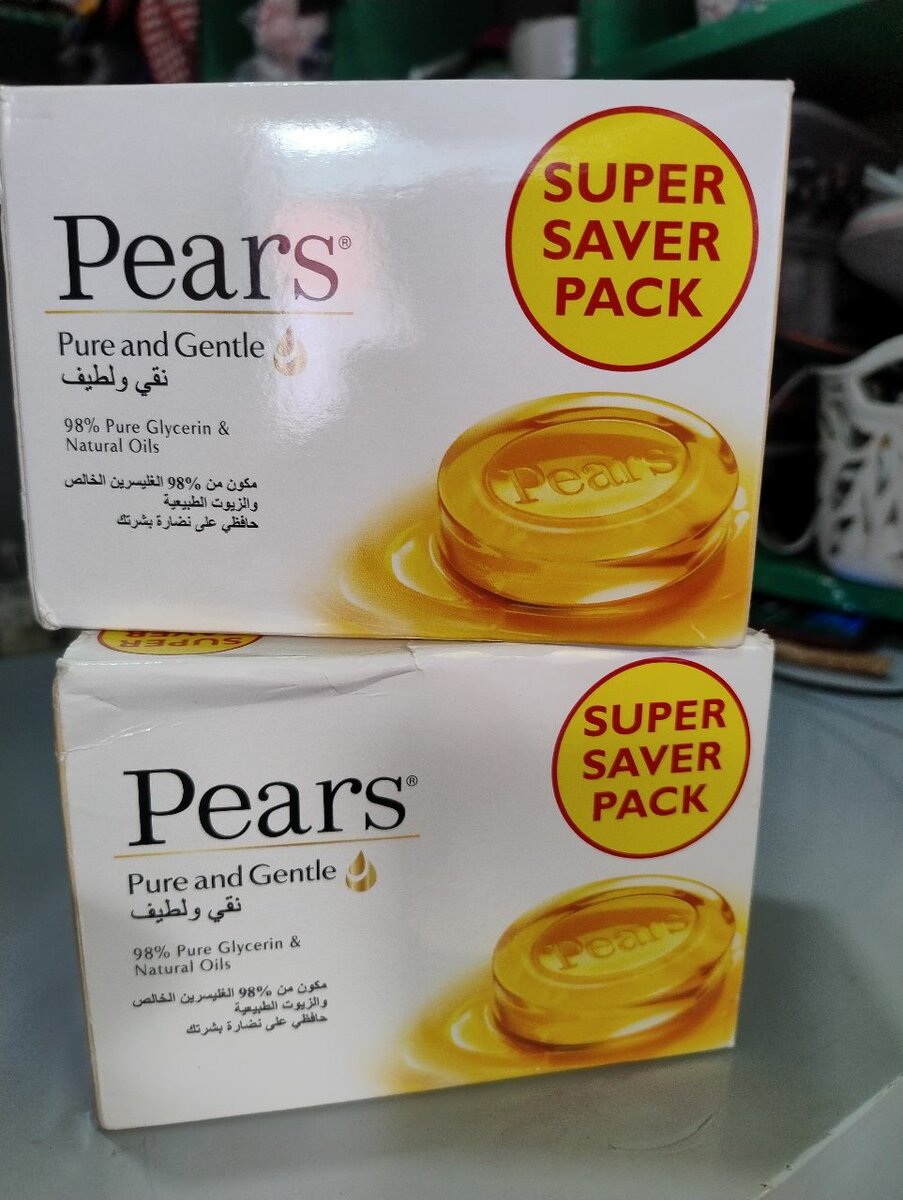 Pears®
Pure and Gentle
نقي ولطيف
98% Pure Glycerin &
Natural Oils
مكون من %98 الغليسرين الخالص
والزيوت الطبيعية
حافظي على نضارة بشرتك
SUPER
SAVER
PACK
Pears
SUPER
SAVER
Pears®
Pure and Gentle
نقي ولطيف
98% Pure Glycerin &
Natural Oils
مكون من %98 الغليسرين الخالص
والزيوت الطبيعية
حافظي على نضارة بشرتك
SUPER
SAVER
PACK
Pears